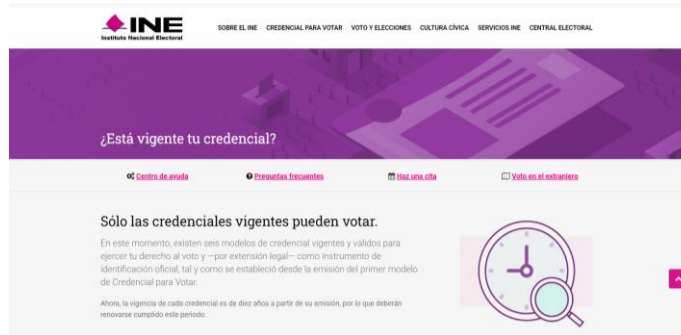 INE
Instituto Nacional Electoral
SOBRE EL INE CREDENCIAL PARA VOTAR VOTO Y ELECCIONES CULTURA CÍVICA SERVICIOS INE CENTRAL ELECTORAL
¿Está vigente tu credencial?
Centro de ayuda Preguntas frecuentes Haz una cita Voto en el extranjero
Sólo las credenciales vigentes pueden votar.
En este momento, existen seis modelos de credencial vigentes y válidos para
ejercer tu derecho al voto y —por extensión legal— como instrumento de
identificación oficial, tal y como se estableció desde la emisión del primer modelo
de Credencial para Votar.
Ahora, la vigencia de cada credencial es de diez años a partir de su emisión, por lo que deberán
renovarse cumplido este periodo.